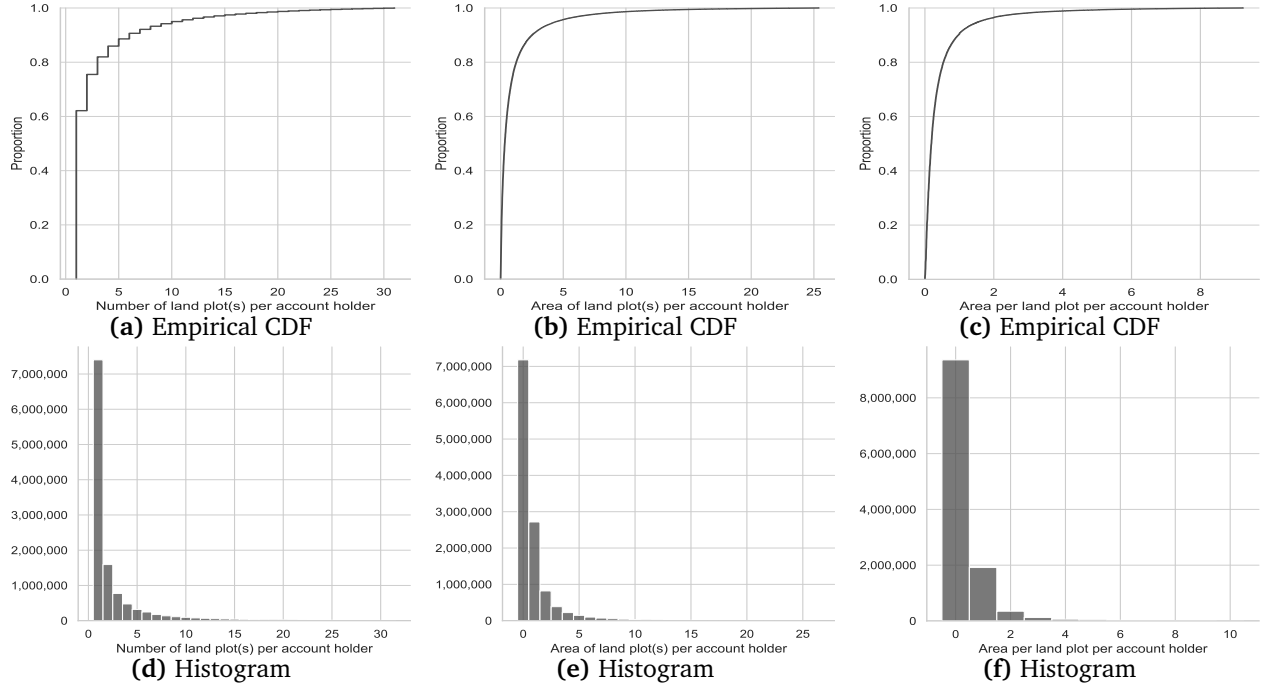 1.0
0.8
0.6
0.4
0.2
0.0
Proportion
0 5 10 15 20 25 30
Number of land plot(s) per account holder
(a) Empirical CDF
1.0
0.8
0.6
0.4
0.2
0.0
Proportion
0 5 10 15 20 25
Area of land plot(s) per account holder
(b) Empirical CDF
1.0
0.8
0.6
0.4
0.2
0.0
Proportion
0 2 4 6 8
Area per land plot per account holder
(c) Empirical CDF
7,000,000
6,000,000
5,000,000
4,000,000
3,000,000
2,000,000
1,000,000
0
0 5 10 15 20 25 30
Number of land plot(s) per account holder
(d) Histogram
7,000,000
6,000,000
5,000,000
4,000,000
3,000,000
2,000,000
1,000,000
0
0 5 10 15 20 25
Area of land plot(s) per account holder
(e) Histogram
8,000,000
6,000,000
4,000,000
2,000,000
0
0 2 4 6 8 10
Area per land plot per account holder
(f) Histogram